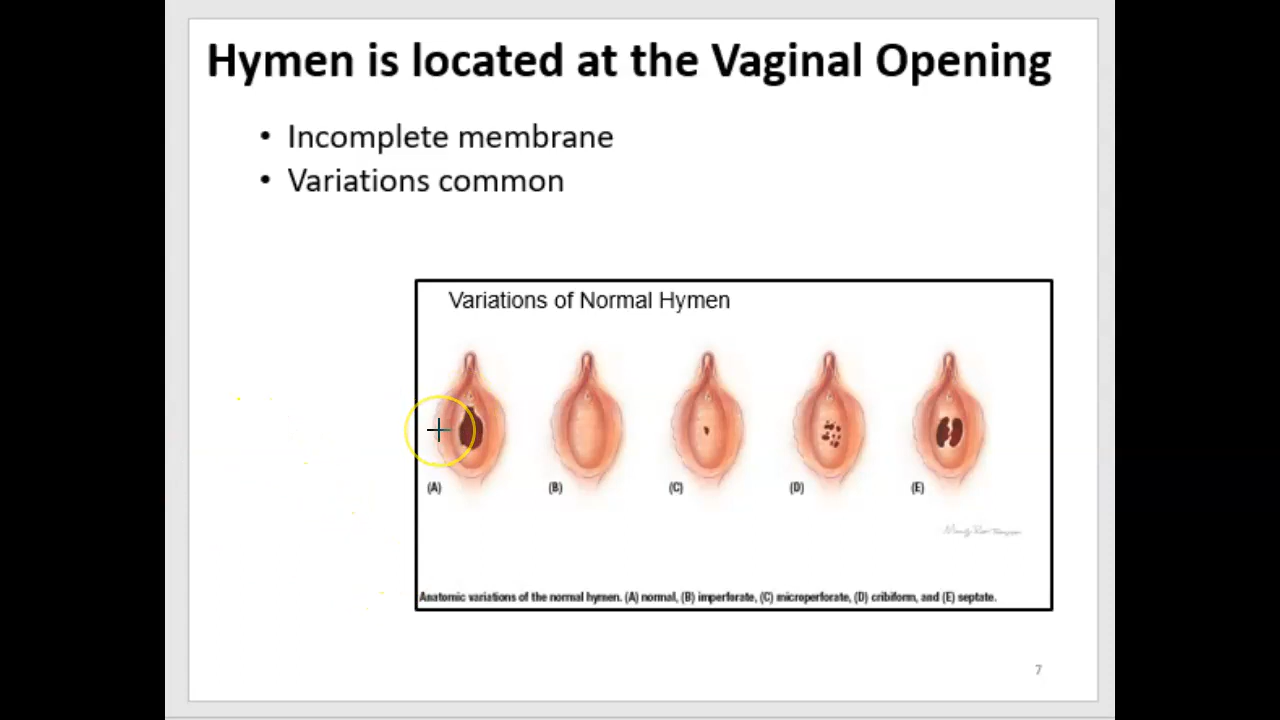 Hymen is located at the Vaginal Opening
• Incomplete membrane
• Variations common
Variations of Normal Hymen
(A) (B) (C) (D) (E)
Anatomic variations of the normal hymen. (A) normal, (B) imperforate, (C) microperforate, (D) cribiform, and (E) septate.
7